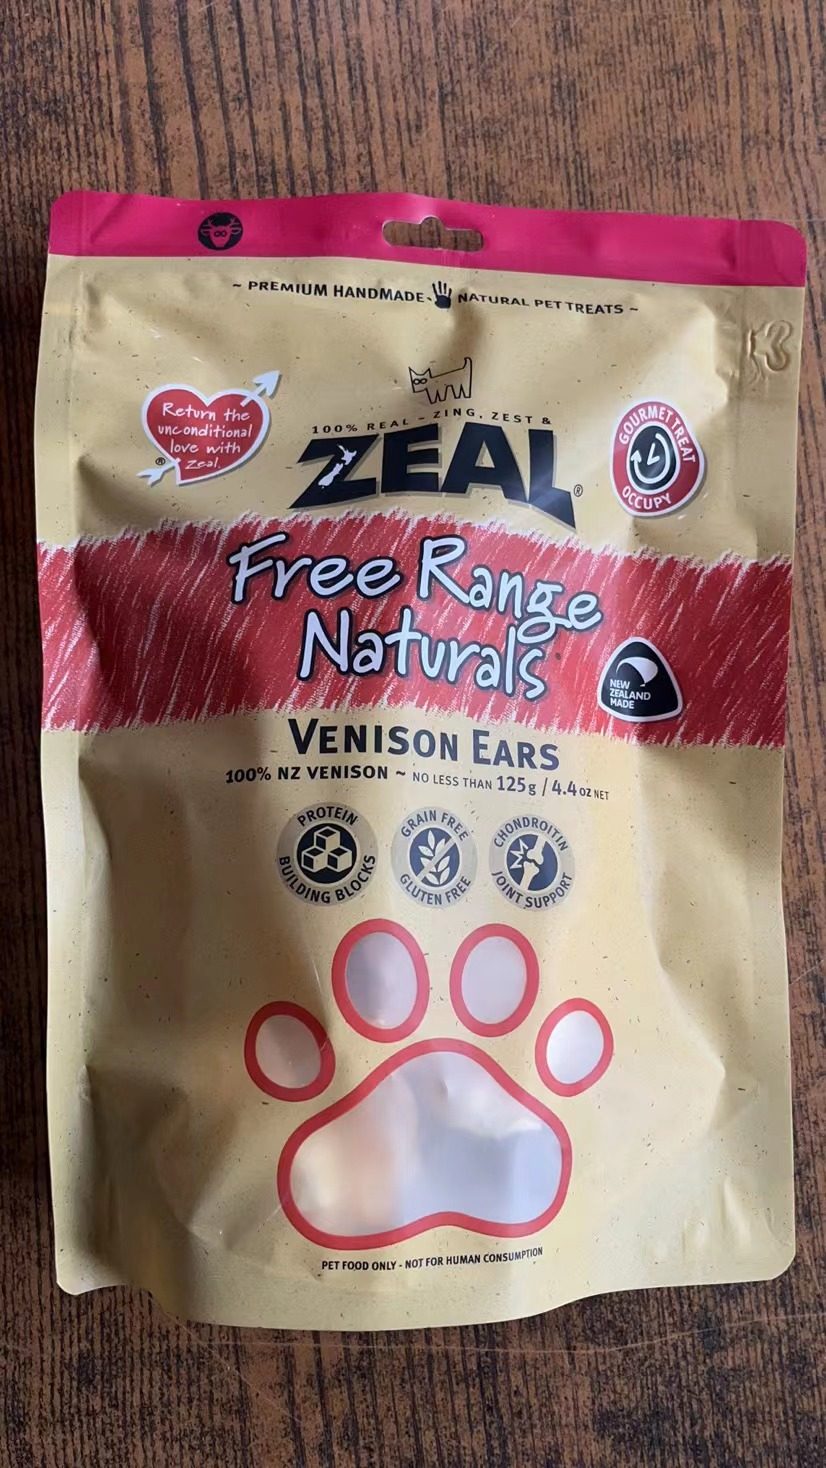 ~ PREMIUM HANDMADE NATURAL PET TREATS ~
Return the
unconditional
love with
Zeal.
®
100% REAL - ZING, ZEST &
ZEAL®
GOURMET TREAT
OCCUPY
Free Range
Naturals
NEW
ZEALAND
MADE
VENISON EARS
100% NZ VENISON ~ NO LESS THAN 125g / 4.4oz NET
PROTEIN
BUILDING BLOCKS
GRAIN FREE
GLUTEN FREE
CHONDROITIN
JOINT SUPPORT
PET FOOD ONLY - NOT FOR HUMAN CONSUMPTION